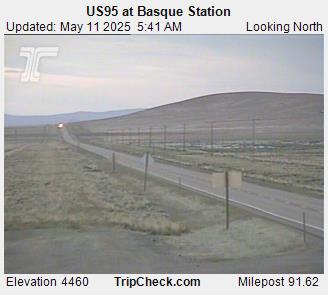 US95 at Basque Station
Updated: May 11 2025 5:41 AM Looking North
Elevation 4460 TripCheck.com Milepost 91.62